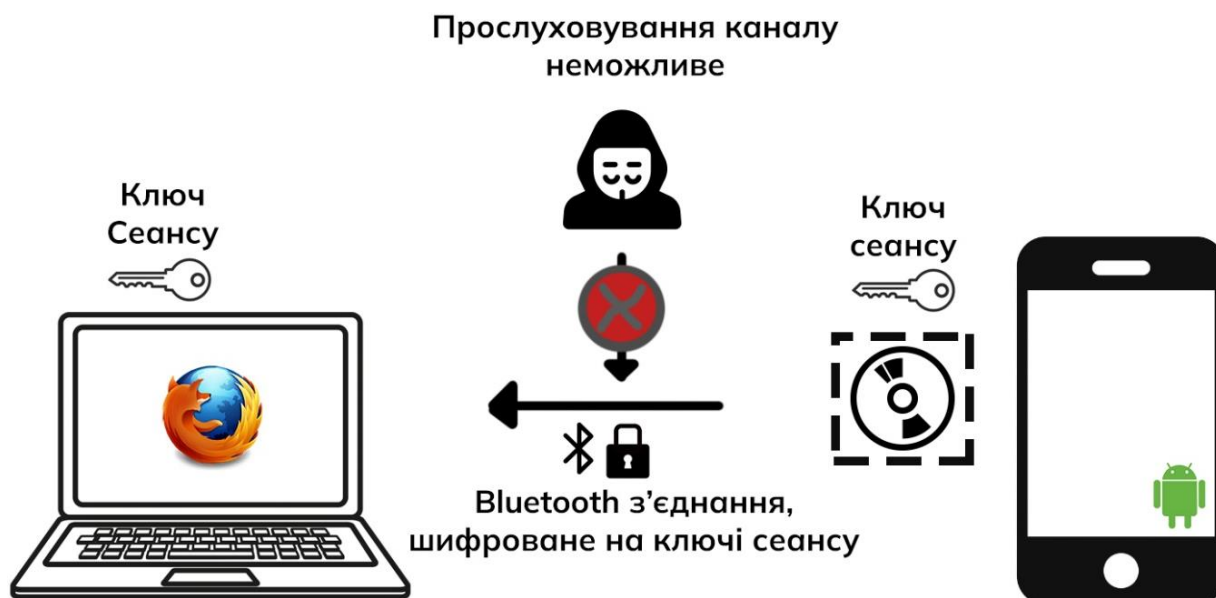 Прослуховування каналу
неможливе
Ключ
Сеансу
Ключ
сеансу
Bluetooth з’єднання,
шифроване на ключі сеансу